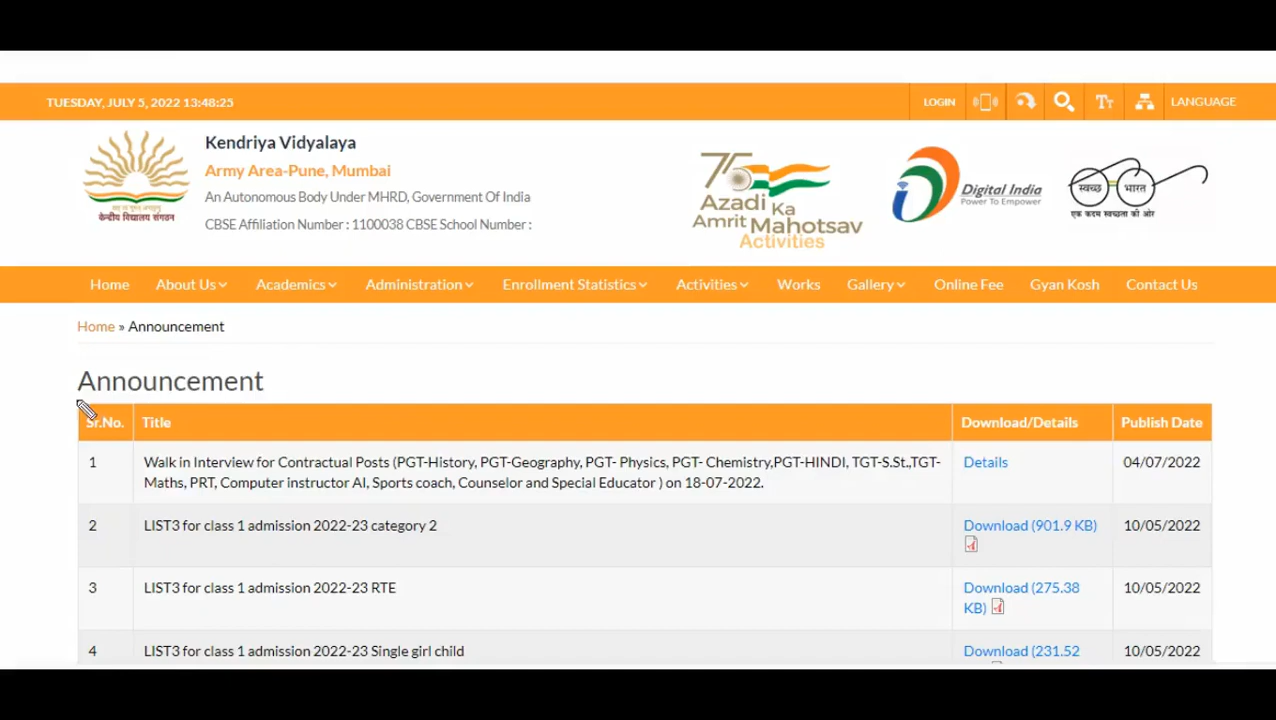 TUESDAY, JULY 5, 2022 13:48:25
LOGIN
TT
LANGUAGE
केन्द्रीय विद्यालय संगठन
Kendriya Vidyalaya
Army Area-Pune, Mumbai
An Autonomous Body Under MHRD, Government Of India
CBSE Affiliation Number : 1100038 CBSE School Number :
75
Azadi Ka
Amrit Mahotsav
Activities
Digital India
Power To Empower
स्वच्छ भारत
एक कदम स्वच्छता की ओर
Home About Us Academics Administration Enrollment Statistics Activities Works Gallery Online Fee Gyan Kosh Contact Us
Home » Announcement
Announcement
Sr.No. Title Download/Details Publish Date
1 Walk in Interview for Contractual Posts (PGT-History, PGT-Geography, PGT- Physics, PGT- Chemistry,PGT-HINDI, TGT-S.St.,TGT- Details 04/07/2022
Maths, PRT, Computer instructor AI, Sports coach, Counselor and Special Educator ) on 18-07-2022.
2 LIST3 for class 1 admission 2022-23 category 2 Download (901.9 KB) 10/05/2022
3 LIST3 for class 1 admission 2022-23 RTE Download (275.38 10/05/2022
KB)
4 LIST3 for class 1 admission 2022-23 Single girl child Download (231.52 10/05/2022